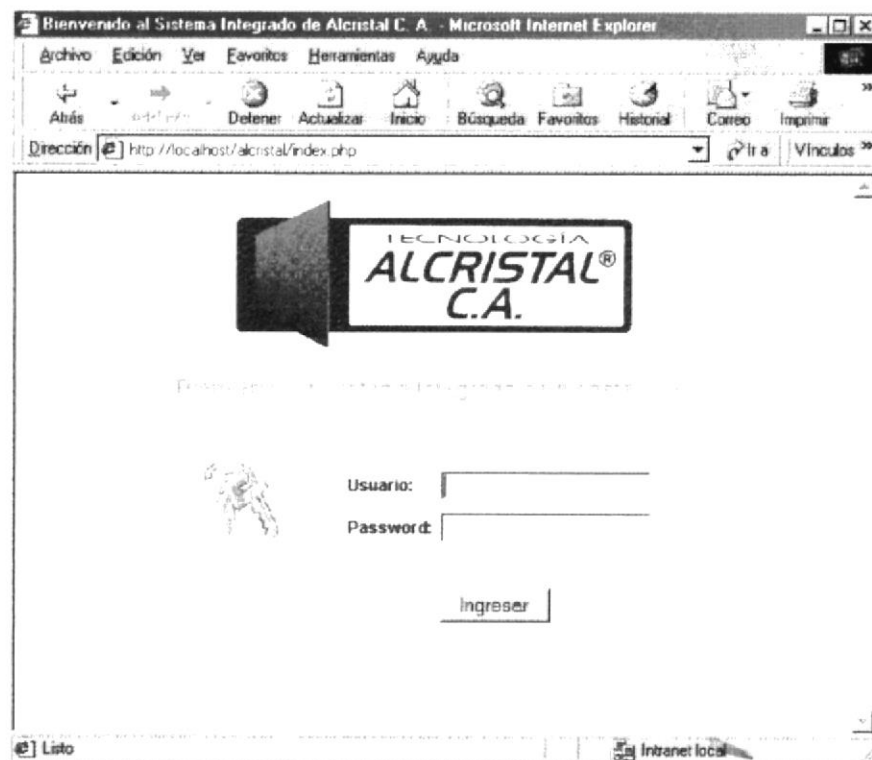 Bienvenido al Sistema Integrado de Alcristal C. A. - Microsoft Internet Explorer
Archivo Edición Ver Favoritos Herramientas Ayuda
Atrás Detener Actualizar Inicio Búsqueda Favoritos Historial Correo Imprimir »
Dirección http://localhost/alcristal/index.php Ir a Vínculos »
TECNOLOGÍA
ALCRISTAL®
C.A.
Usuario:
Password:
Ingresar
Listo Intranet local